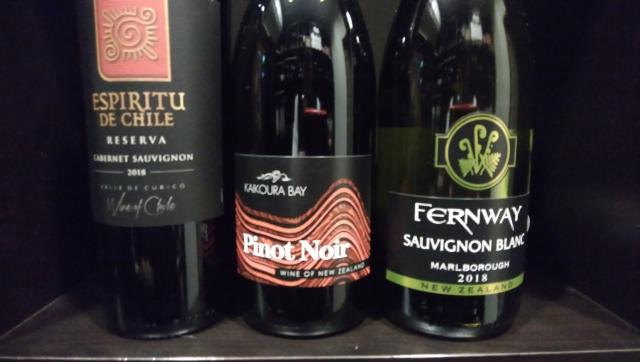 ESPIRITU
DE CHILE
RESERVA
CABERNET SAUVIGNON
2018
VALLE DE CURICÓ
Wine of Chile
KAIKOURA BAY
Pinot Noir
WINE OF NEW ZEALAND
FERNWAY
SAUVIGNON BLANC
MARLBOROUGH
2018
NEW ZEALAND